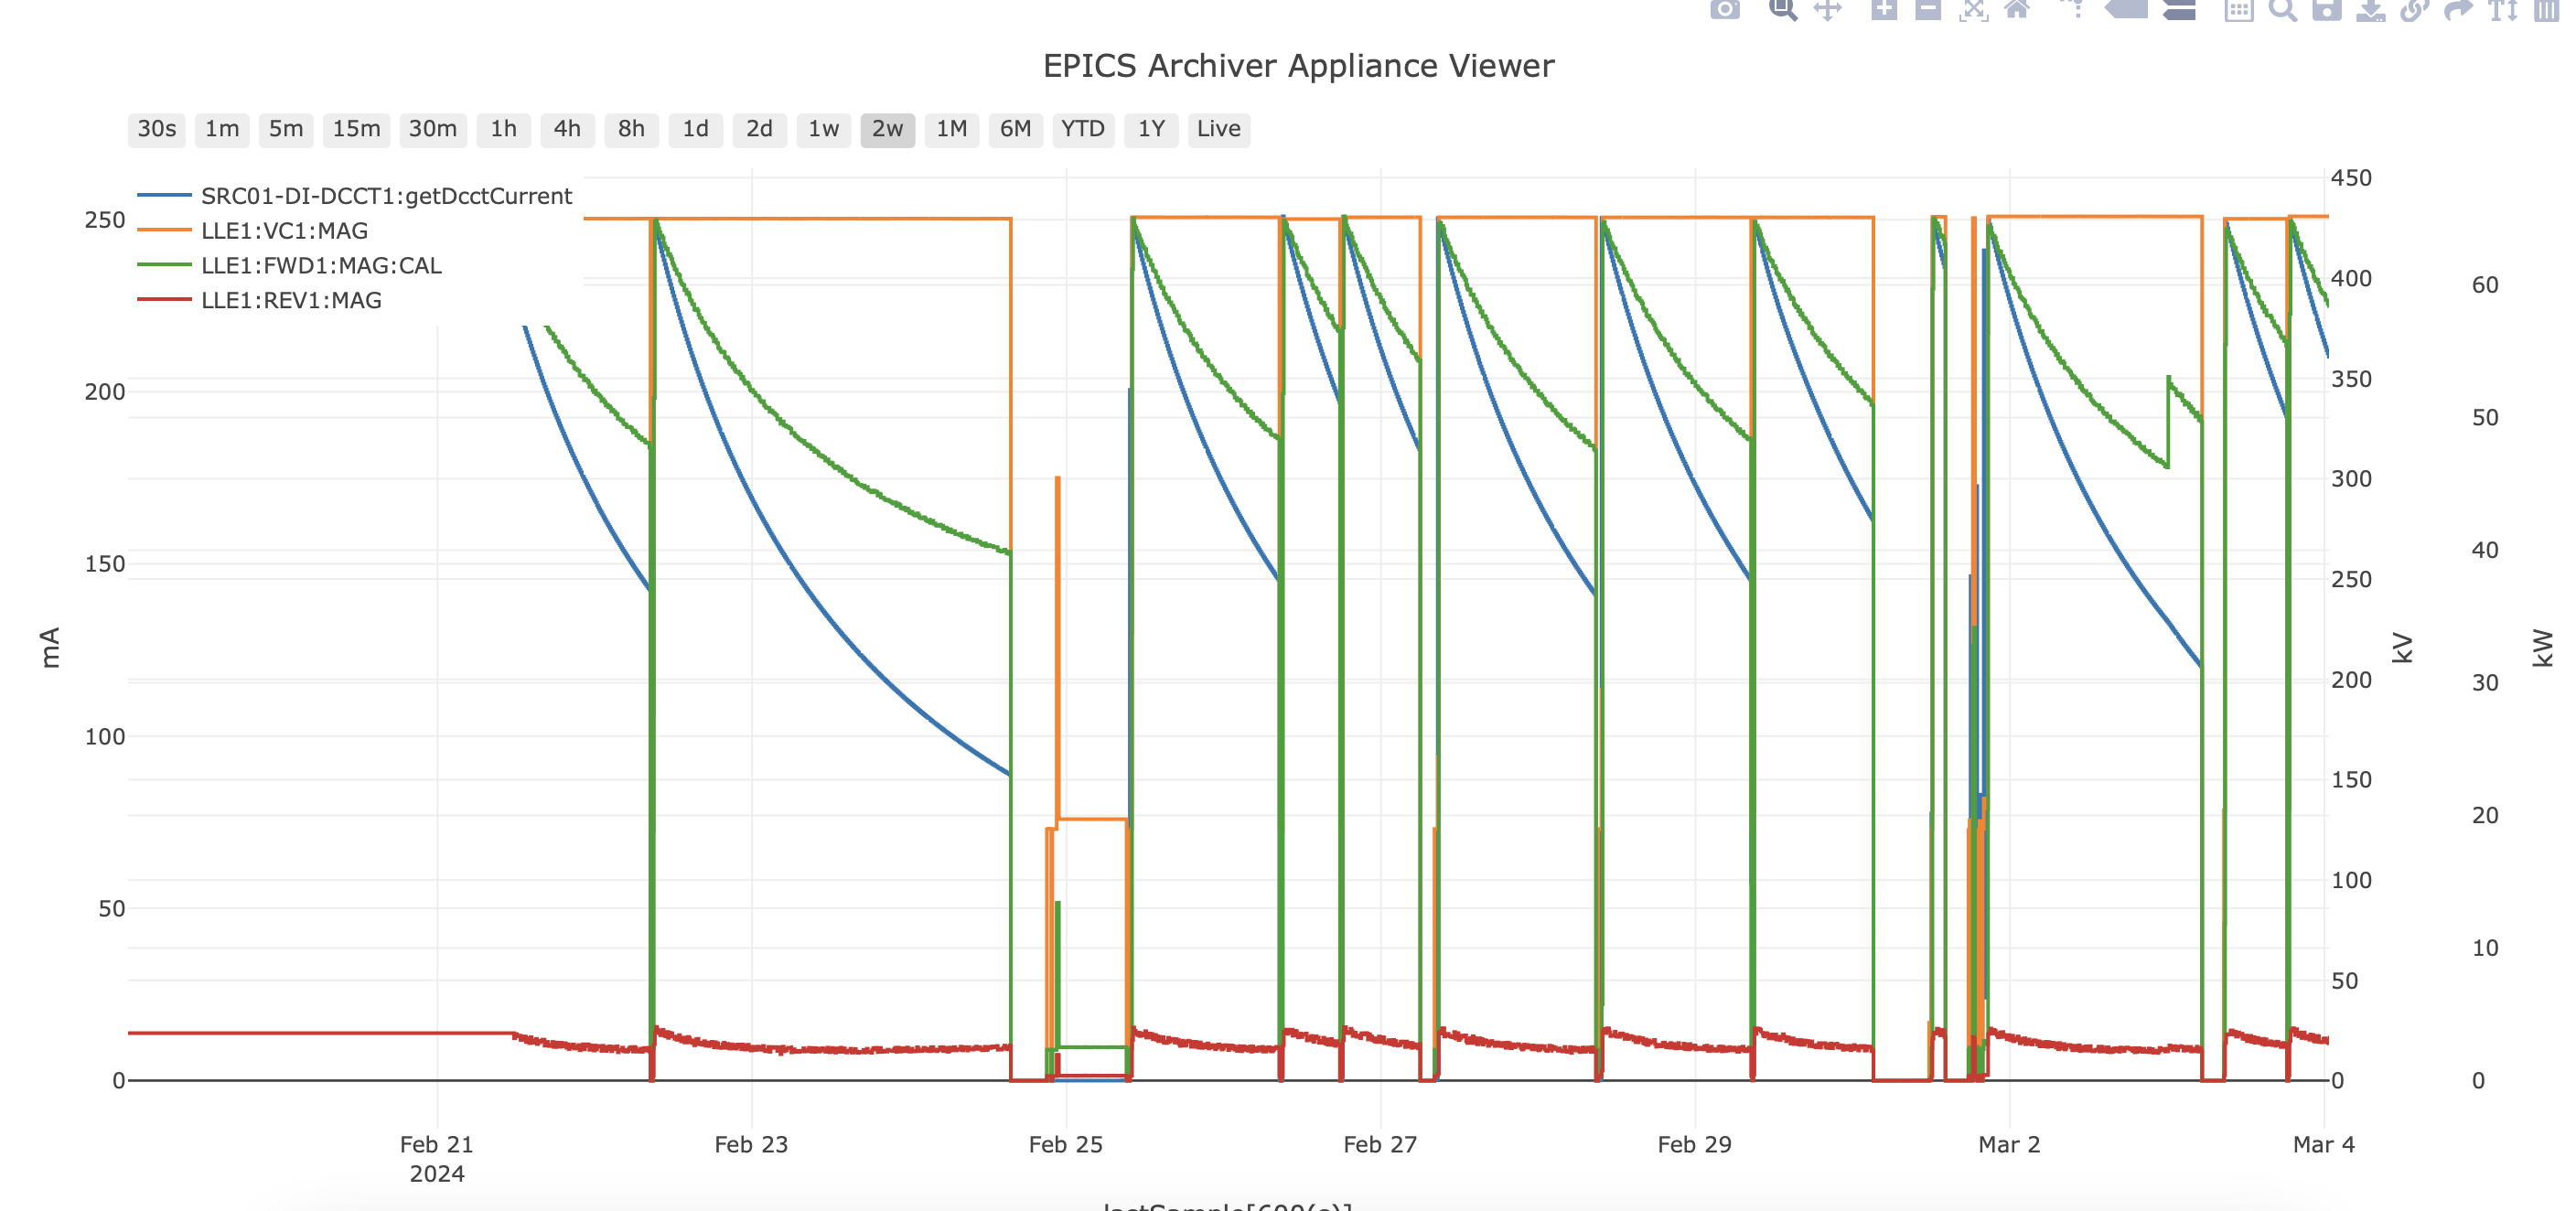 EPICS Archiver Appliance Viewer
30s 1m 5m 15m 30m 1h 4h 8h 1d 2d 1w 2w 1M 6M YTD 1Y Live
SRC01-DI-DCCT1:getDcctCurrent
LLE1:VC1:MAG
LLE1:FWD1:MAG:CAL
LLE1:REV1:MAG
250
200
150
100
50
0
mA
450
400
350
300
250
200
150
100
50
0
kV
60
50
40
30
20
10
0
kW
Feb 21 Feb 23 Feb 25 Feb 27 Feb 29 Mar 2 Mar 4
2024
lastSample[600(s)]